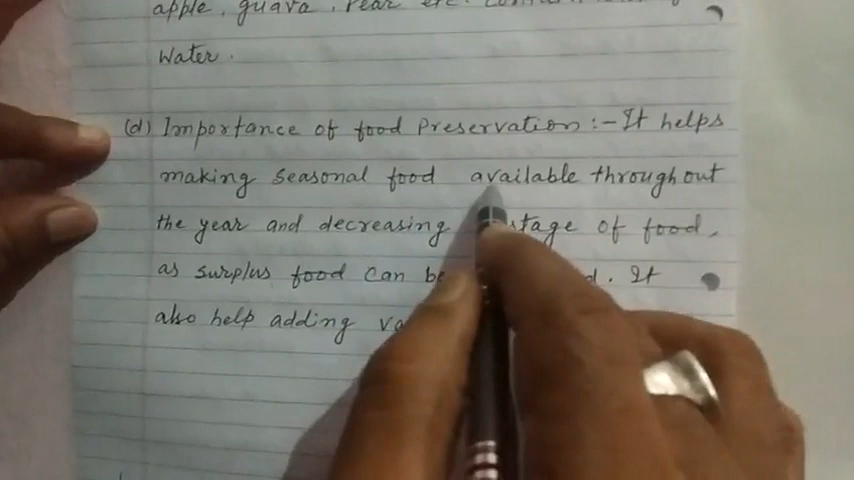 apple, guava, Pear etc.
Water.
(d) Importance of food Preservation :- It helps
making seasonal food available throughout
the year and decreasing of food,
as surplus food can be It
also help adding